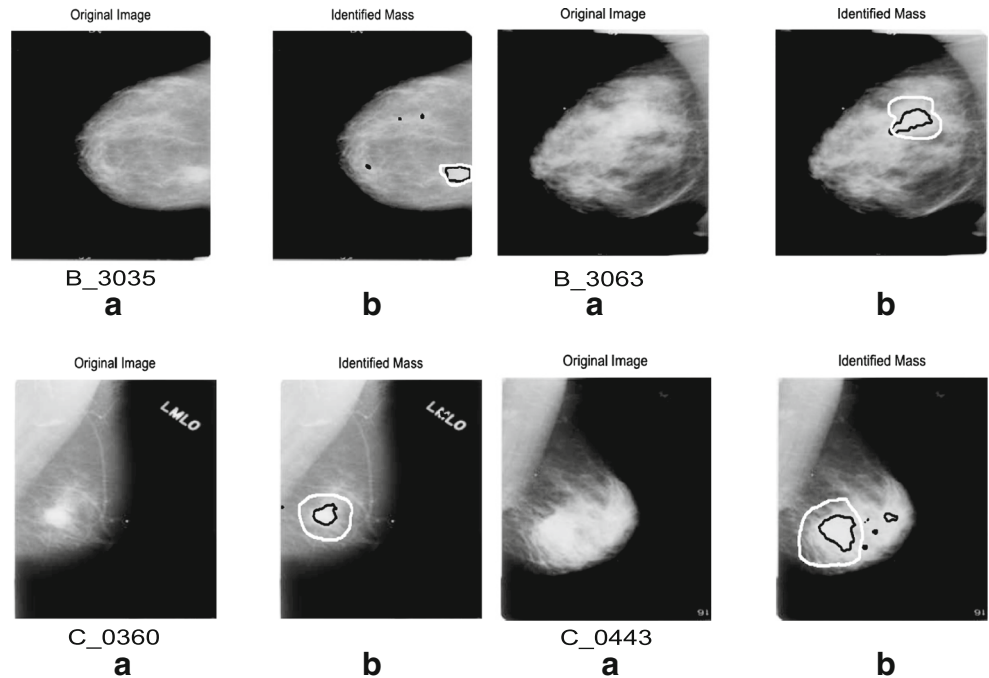 Original Image
Identified Mass
Original Image
Identified Mass
B_3035
B_3063
a
b
a
b
Original Image
Identified Mass
Original Image
Identified Mass
LMLO
16
C_0360
C_0443
a
b
a
b